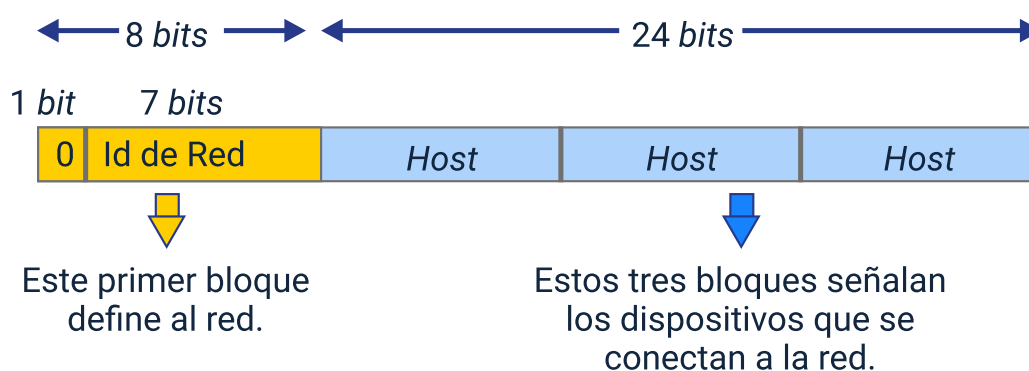 8 bits
24 bits
1 bit
7 bits
0
Id de Red
Host
Host
Host
Este primer bloque
define al red.
Estos tres bloques señalan
los dispositivos que se
conectan a la red.